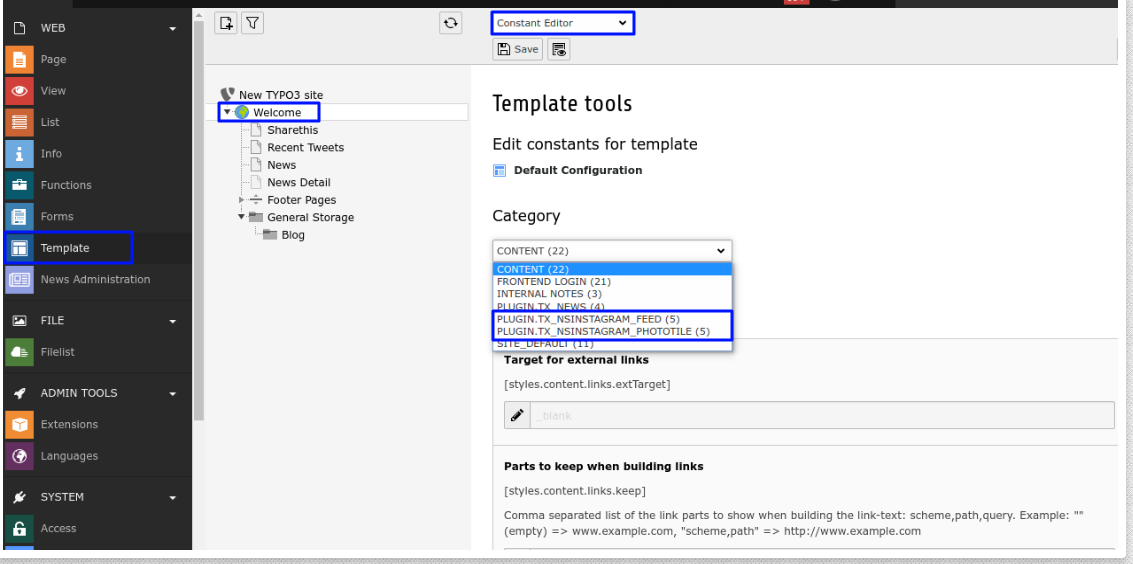 WEB
Page
View
List
Info
Functions
Forms
Template
News Administration
FILE
Filelist
ADMIN TOOLS
Extensions
Languages
SYSTEM
Access
New TYPO3 site
Welcome
Sharethis
Recent Tweets
News
News Detail
Footer Pages
General Storage
Blog
Constant Editor
Save
Template tools
Edit constants for template
Default Configuration
Category
CONTENT (22)
CONTENT (22)
FRONTEND LOGIN (21)
INTERNAL NOTES (3)
PLUGIN.TX_NEWS (4)
PLUGIN.TX_NSINSTAGRAM_FEED (5)
PLUGIN.TX_NSINSTAGRAM_PHOTOTILE (5)
SITE_DEFAULT (11)
Target for external links
[styles.content.links.extTarget]
_blank
Parts to keep when building links
[styles.content.links.keep]
Comma separated list of the link parts to show when building the link-text: scheme,path,query. Example: ""
(empty) => www.example.com, "scheme,path" => http://www.example.com